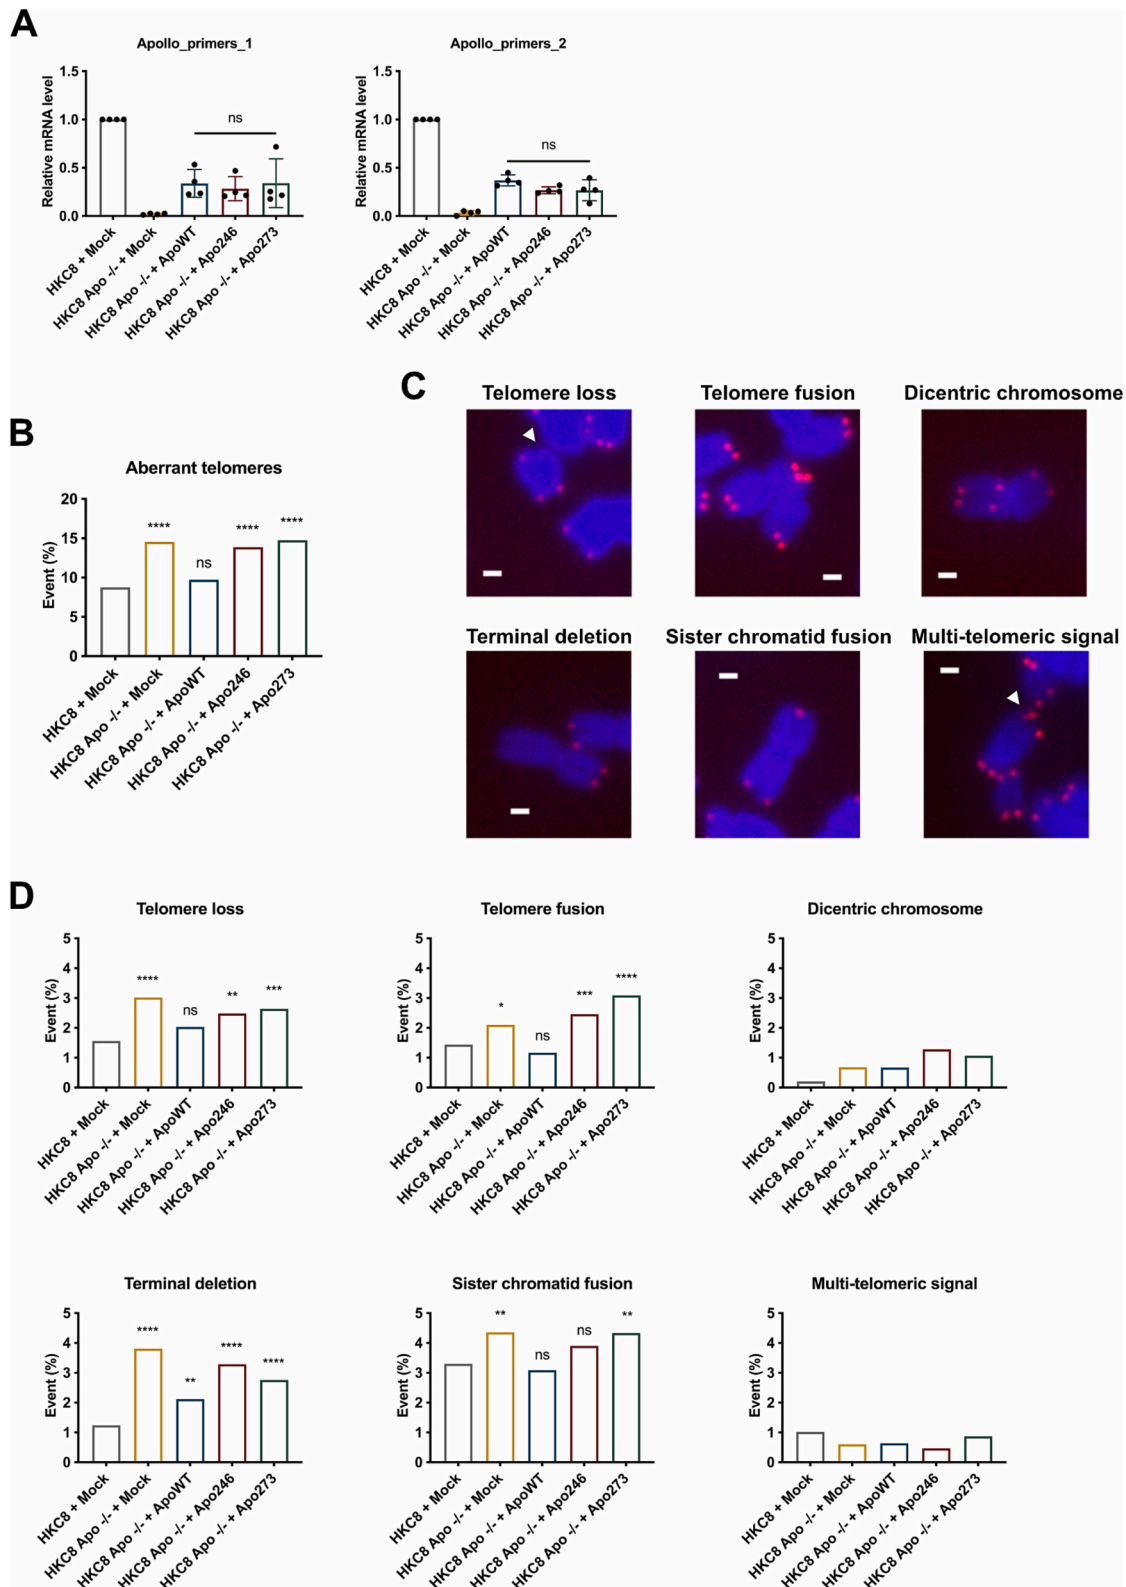 A
Apollo_primers_1
Relative mRNA level
1.5
1.0
0.5
0.0
ns
HKC8 + Mock
HKC8 Apo -/- + Mock
HKC8 Apo -/- + ApoWT
HKC8 Apo -/- + Apo246
HKC8 Apo -/- + Apo273
Apollo_primers_2
Relative mRNA level
1.5
1.0
0.5
0.0
ns
HKC8 + Mock
HKC8 Apo -/- + Mock
HKC8 Apo -/- + ApoWT
HKC8 Apo -/- + Apo246
HKC8 Apo -/- + Apo273
B
Aberrant telomeres
Event (%)
20
15
10
5
0
****
ns
****
****
HKC8 + Mock
HKC8 Apo -/- + Mock
HKC8 Apo -/- + ApoWT
HKC8 Apo -/- + Apo246
HKC8 Apo -/- + Apo273
C
Telomere loss
Telomere fusion
Dicentric chromosome
Terminal deletion
Sister chromatid fusion
Multi-telomeric signal
D
Telomere loss
Event (%)
5
4
3
2
1
0
****
ns
**
***
HKC8 + Mock
HKC8 Apo -/- + Mock
HKC8 Apo -/- + ApoWT
HKC8 Apo -/- + Apo246
HKC8 Apo -/- + Apo273
Telomere fusion
Event (%)
5
4
3
2
1
0
*
ns
***
****
HKC8 + Mock
HKC8 Apo -/- + Mock
HKC8 Apo -/- + ApoWT
HKC8 Apo -/- + Apo246
HKC8 Apo -/- + Apo273
Dicentric chromosome
Event (%)
5
4
3
2
1
0
HKC8 + Mock
HKC8 Apo -/- + Mock
HKC8 Apo -/- + ApoWT
HKC8 Apo -/- + Apo246
HKC8 Apo -/- + Apo273
Terminal deletion
Event (%)
5
4
3
2
1
0
****
**
****
****
HKC8 + Mock
HKC8 Apo -/- + Mock
HKC8 Apo -/- + ApoWT
HKC8 Apo -/- + Apo246
HKC8 Apo -/- + Apo273
Sister chromatid fusion
Event (%)
5
4
3
2
1
0
**
ns
ns
**
HKC8 + Mock
HKC8 Apo -/- + Mock
HKC8 Apo -/- + ApoWT
HKC8 Apo -/- + Apo246
HKC8 Apo -/- + Apo273
Multi-telomeric signal
Event (%)
5
4
3
2
1
0
HKC8 + Mock
HKC8 Apo -/- + Mock
HKC8 Apo -/- + ApoWT
HKC8 Apo -/- + Apo246
HKC8 Apo -/- + Apo273